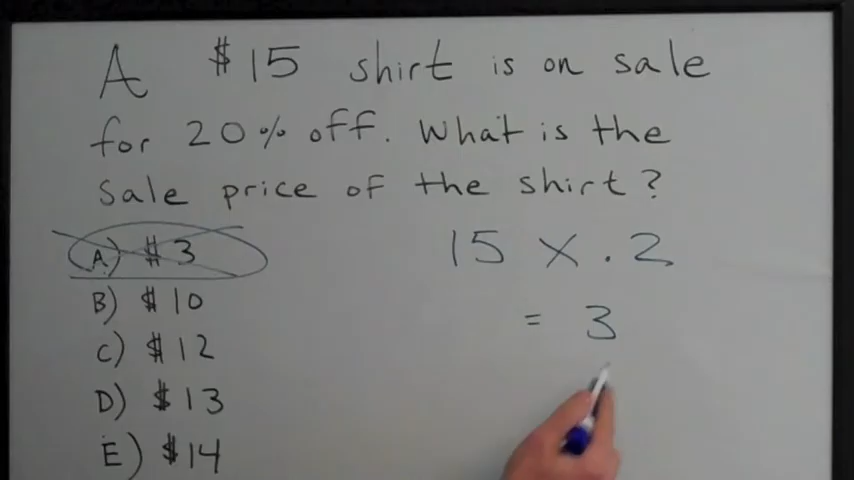 A $15 shirt is on sale
for 20% off. What is the
sale price of the shirt?
A) $3
B) $10
C) $12
D) $13
E) $14
15 X .2
= 3